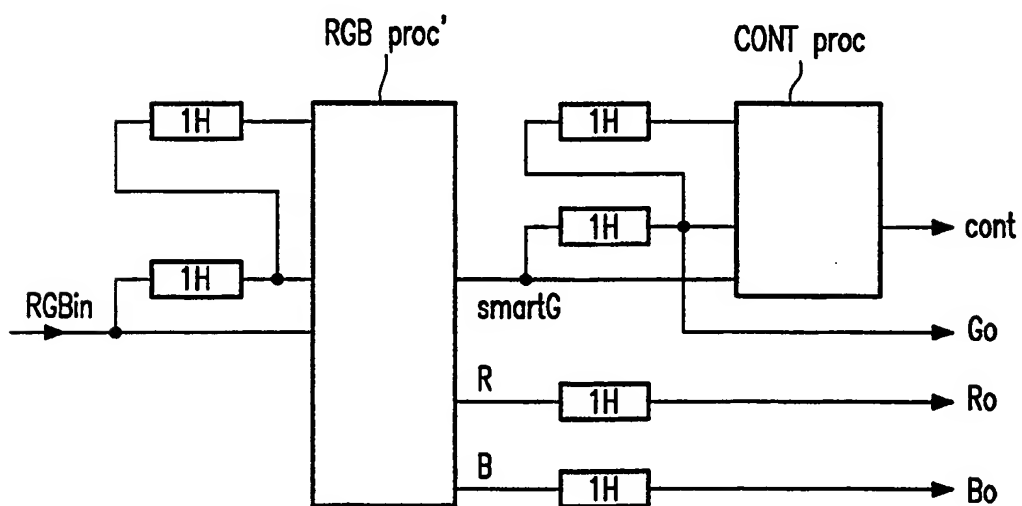 RGB proc'
CONT proc
1H
1H
1H
cont
1H
RGBin
smartG
Go
R
1H
Ro
B
1H
Bo